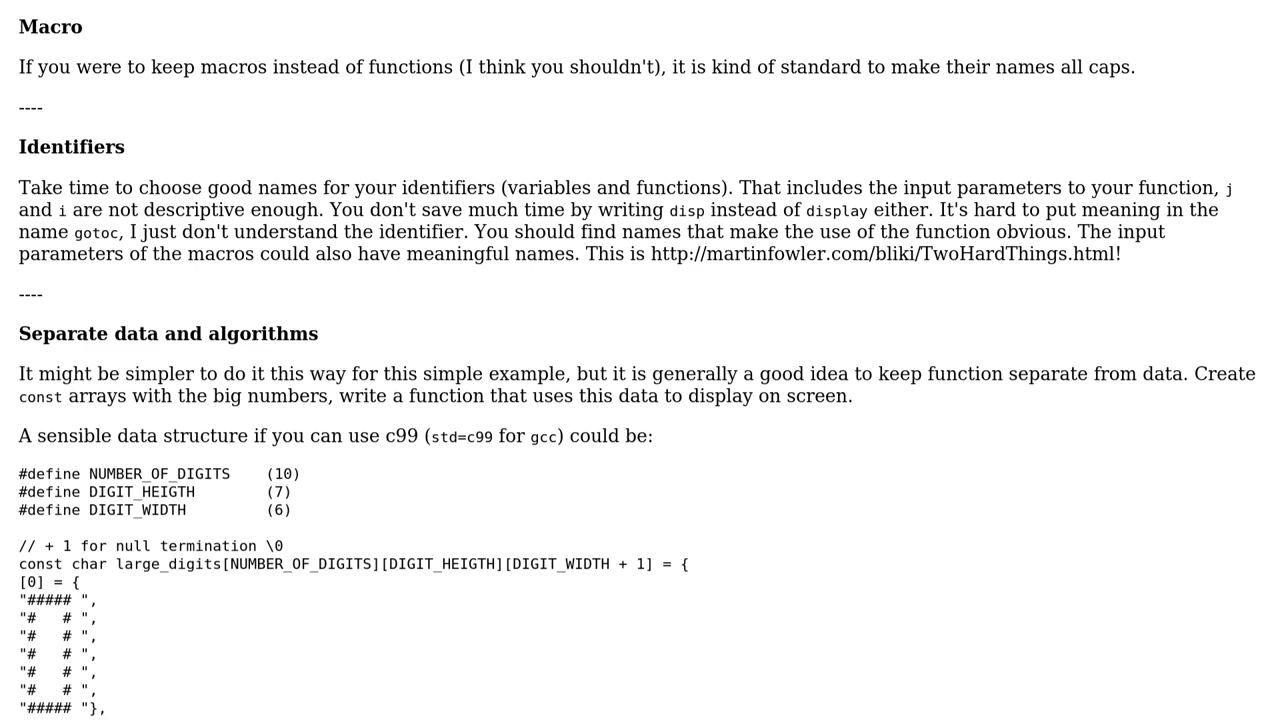 Macro
If you were to keep macros instead of functions (I think you shouldn't), it is kind of standard to make their names all caps.
----
Identifiers
Take time to choose good names for your identifiers (variables and functions). That includes the input parameters to your function, j
and i are not descriptive enough. You don't save much time by writing disp instead of display either. It's hard to put meaning in the
name gotoc, I just don't understand the identifier. You should find names that make the use of the function obvious. The input
parameters of the macros could also have meaningful names. This is http://martinfowler.com/bliki/TwoHardThings.html!
----
Separate data and algorithms
It might be simpler to do it this way for this simple example, but it is generally a good idea to keep function separate from data. Create
const arrays with the big numbers, write a function that uses this data to display on screen.
A sensible data structure if you can use c99 (std=c99 for gcc) could be:
#define NUMBER_OF_DIGITS    (10)
#define DIGIT_HEIGTH        (7)
#define DIGIT_WIDTH         (6)
// + 1 for null termination \0
const char large_digits[NUMBER_OF_DIGITS][DIGIT_HEIGTH][DIGIT_WIDTH + 1] = {
[0] = {
"##### ",
"#   # ",
"#   # ",
"#   # ",
"#   # ",
"#   # ",
"##### "},